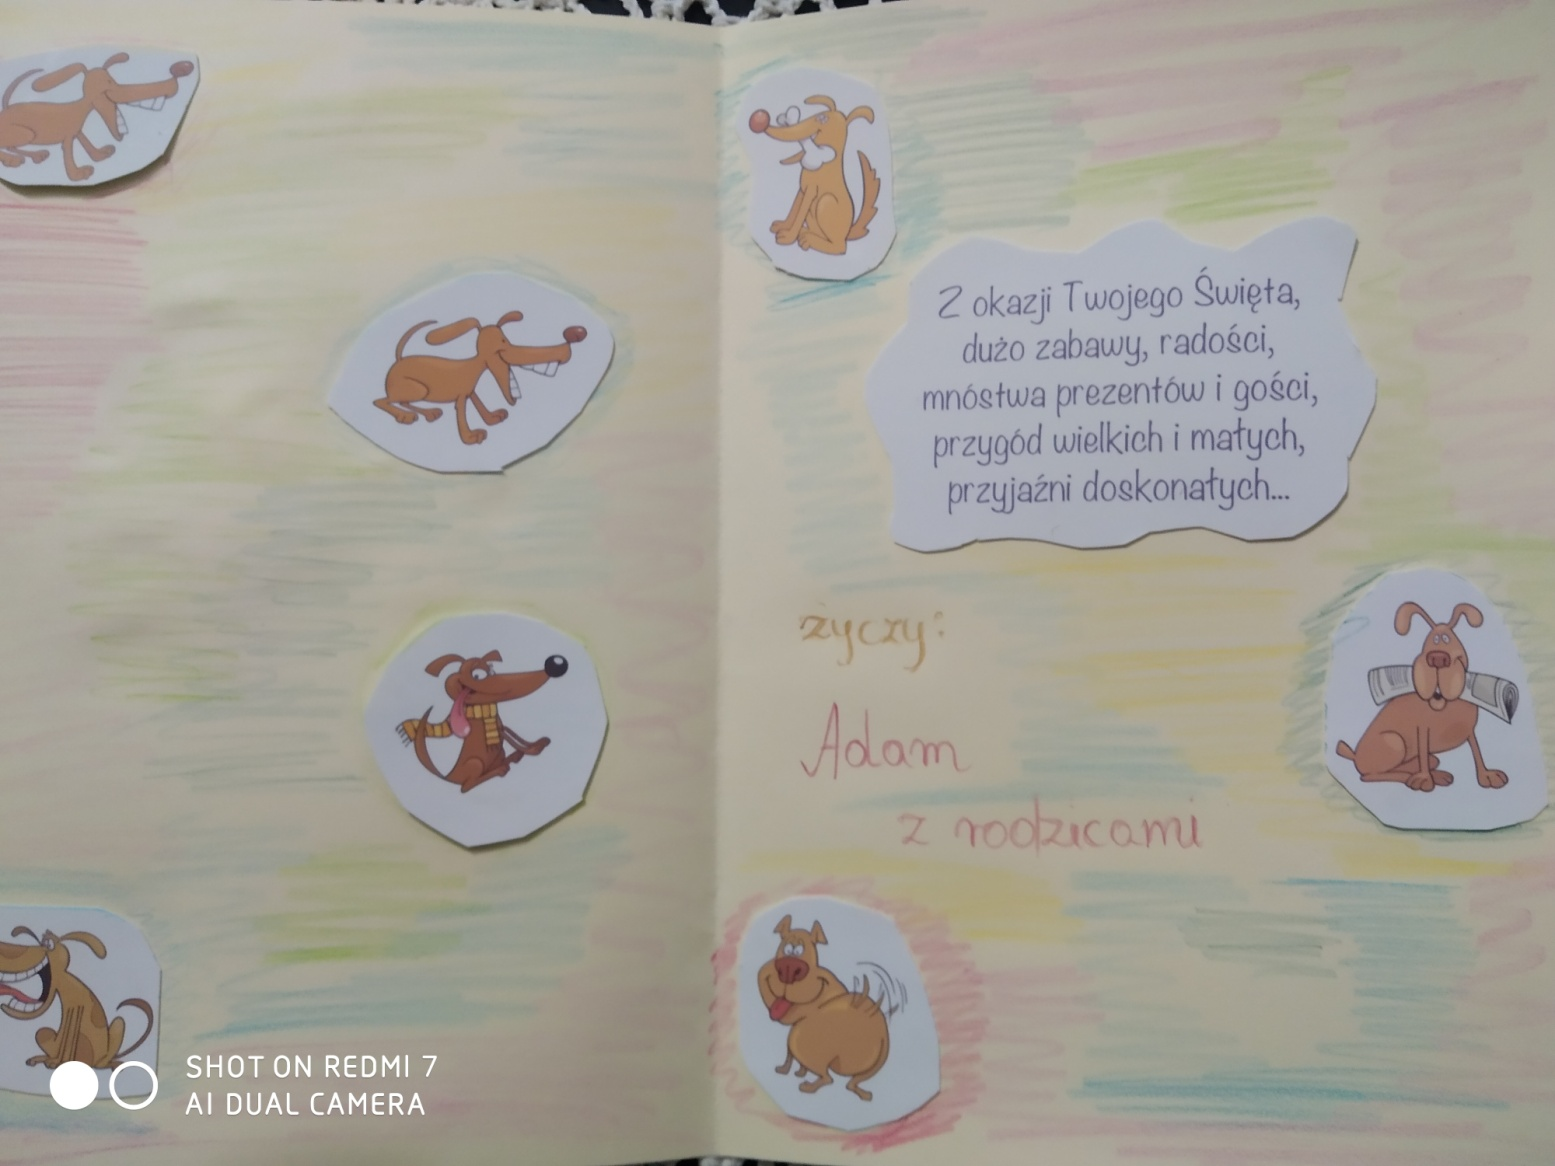 Z okazji Twojego Święta,
dużo zabawy, radości,
mnóstwa prezentów i gości,
przygód wielkich i małych,
przyjaźni doskonałych...
życzy:
Adam
z rodzicami
SHOT ON REDMI 7
AI DUAL CAMERA